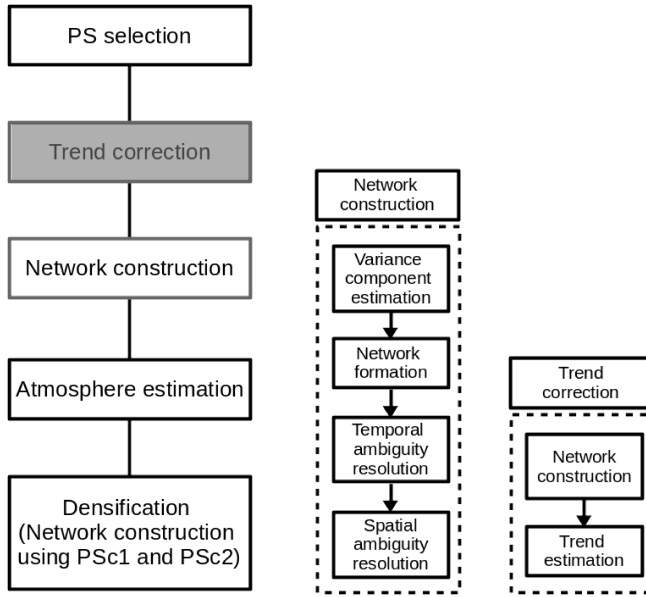 PS selection
Trend correction
Network construction
Atmosphere estimation
Densification
(Network construction
using PSc1 and PSc2)
Network
construction
Variance
component
estimation
Network
formation
Temporal
ambiguity
resolution
Spatial
ambiguity
resolution
Trend
correction
Network
construction
Trend
estimation